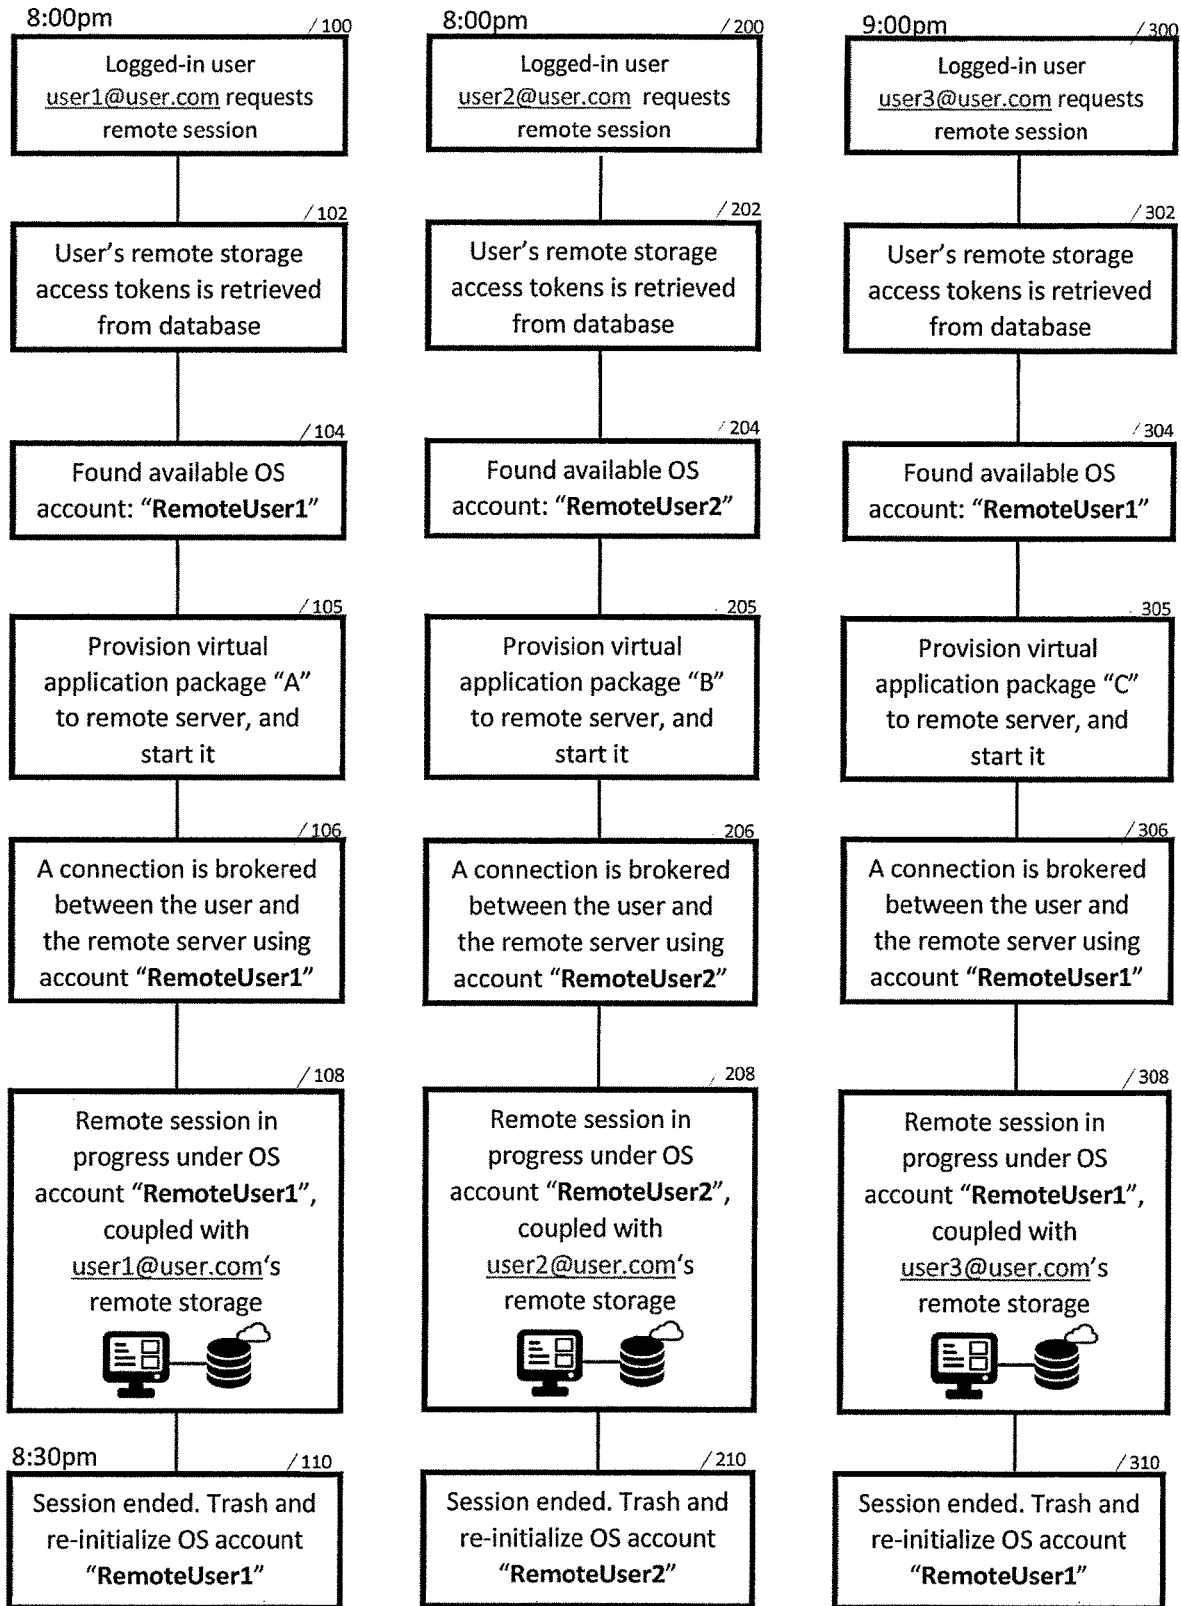 8:00pm
/ 100
Logged-in user
user1@user.com requests
remote session
/ 102
User’s remote storage
access tokens is retrieved
from database
/ 104
Found available OS
account: “RemoteUser1”
/ 105
Provision virtual
application package “A”
to remote server, and
start it
/ 106
A connection is brokered
between the user and
the remote server using
account “RemoteUser1”
/ 108
Remote session in
progress under OS
account “RemoteUser1”,
coupled with
user1@user.com‘s
remote storage
8:30pm
/ 110
Session ended. Trash and
re-initialize OS account
“RemoteUser1”
8:00pm
/ 200
Logged-in user
user2@user.com requests
remote session
/ 202
User’s remote storage
access tokens is retrieved
from database
/ 204
Found available OS
account: “RemoteUser2”
205
Provision virtual
application package “B”
to remote server, and
start it
206
A connection is brokered
between the user and
the remote server using
account “RemoteUser2”
/ 208
Remote session in
progress under OS
account “RemoteUser2”,
coupled with
user2@user.com‘s
remote storage
/ 210
Session ended. Trash and
re-initialize OS account
“RemoteUser2”
9:00pm
/ 300
Logged-in user
user3@user.com requests
remote session
/ 302
User’s remote storage
access tokens is retrieved
from database
/ 304
Found available OS
account: “RemoteUser1”
305
Provision virtual
application package “C”
to remote server, and
start it
/ 306
A connection is brokered
between the user and
the remote server using
account “RemoteUser1”
/ 308
Remote session in
progress under OS
account “RemoteUser1”,
coupled with
user3@user.com’s
remote storage
/ 310
Session ended. Trash and
re-initialize OS account
“RemoteUser1”